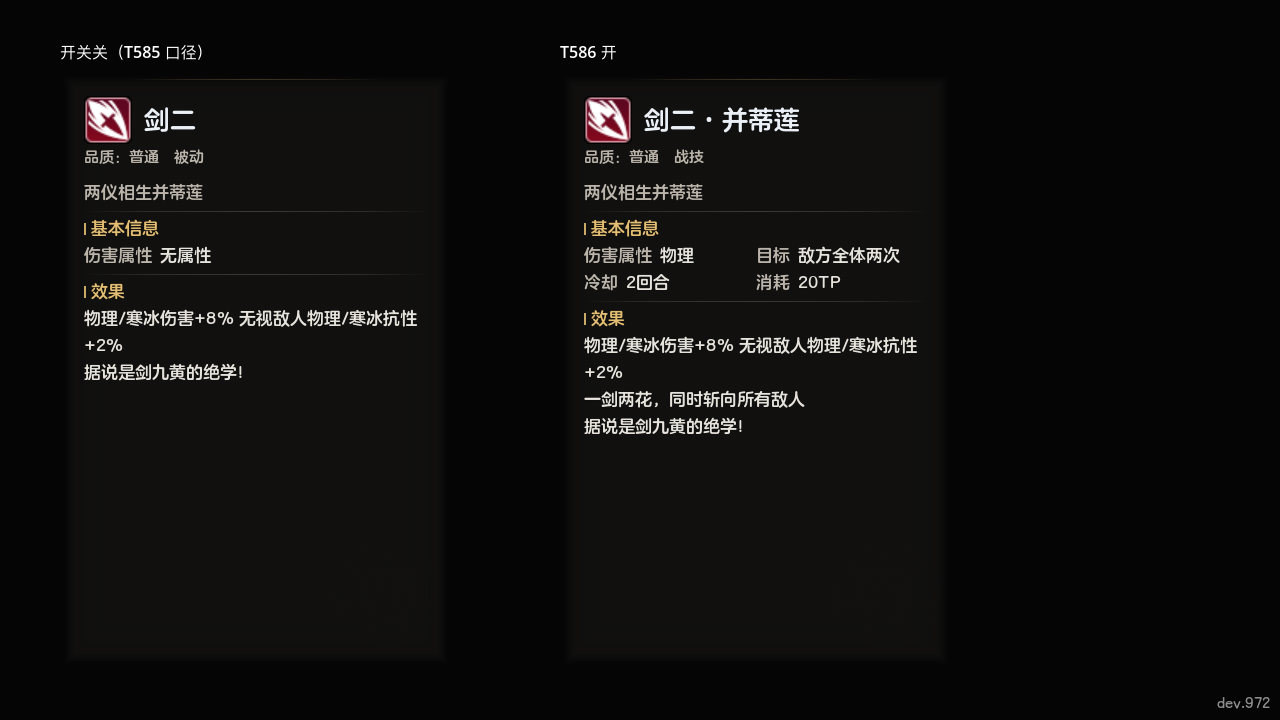 开关关（T585 口径）
剑二
品质：普通 被动
两仪相生并蒂莲
基本信息
伤害属性 无属性
效果
物理/寒冰伤害+8% 无视敌人物理/寒冰抗性
+2%
据说是剑九黄的绝学!
T586 开
剑二·并蒂莲
品质：普通 战技
两仪相生并蒂莲
基本信息
伤害属性 物理 目标 敌方全体两次
冷却 2回合 消耗 20TP
效果
物理/寒冰伤害+8% 无视敌人物理/寒冰抗性
+2%
一剑两花，同时斩向所有敌人
据说是剑九黄的绝学!
dev.972